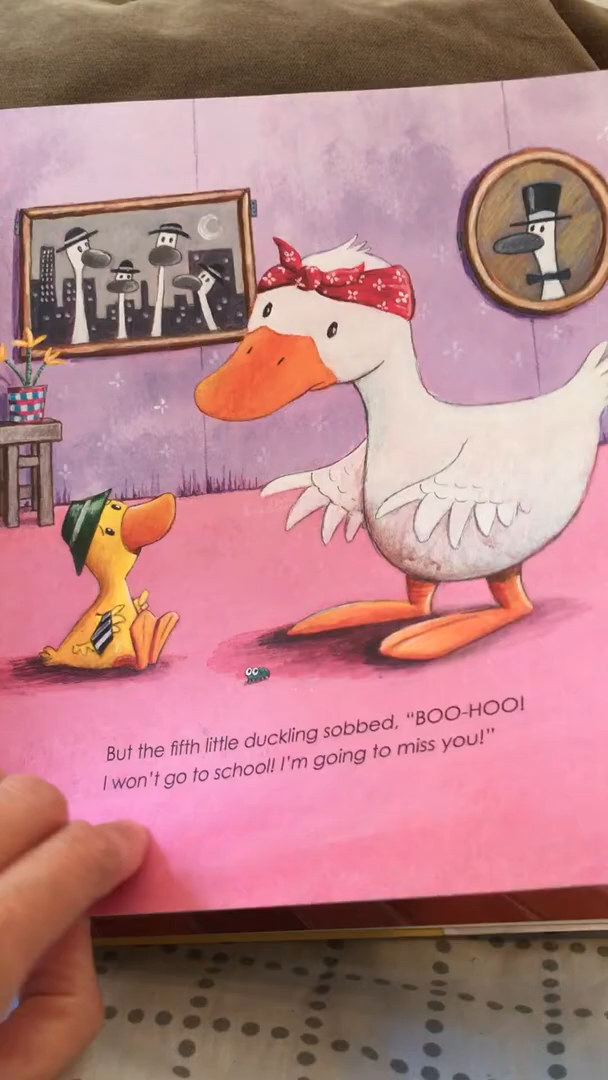 But the fifth little duckling sobbed, “BOO-HOO!
I won’t go to school! I’m going to miss you!”